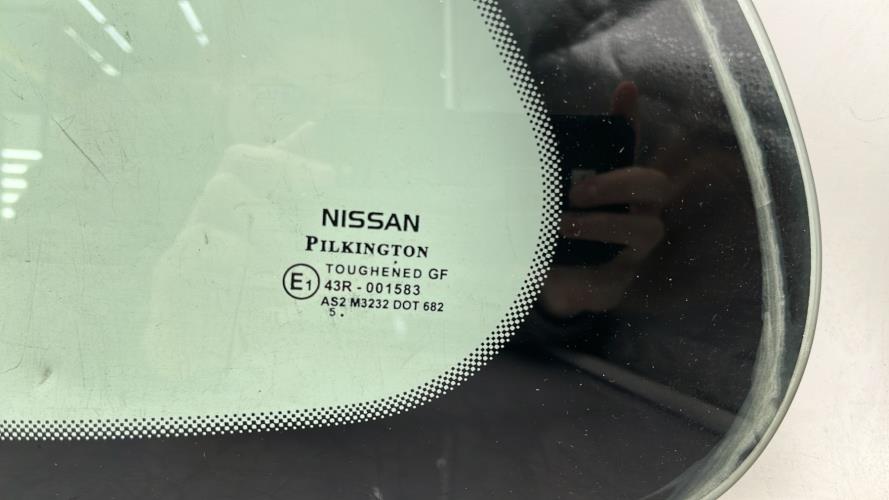 NISSAN
PILKINGTON
TOUGHENED GF
E1 43R - 001583
AS2 M3232 DOT 682
5 .